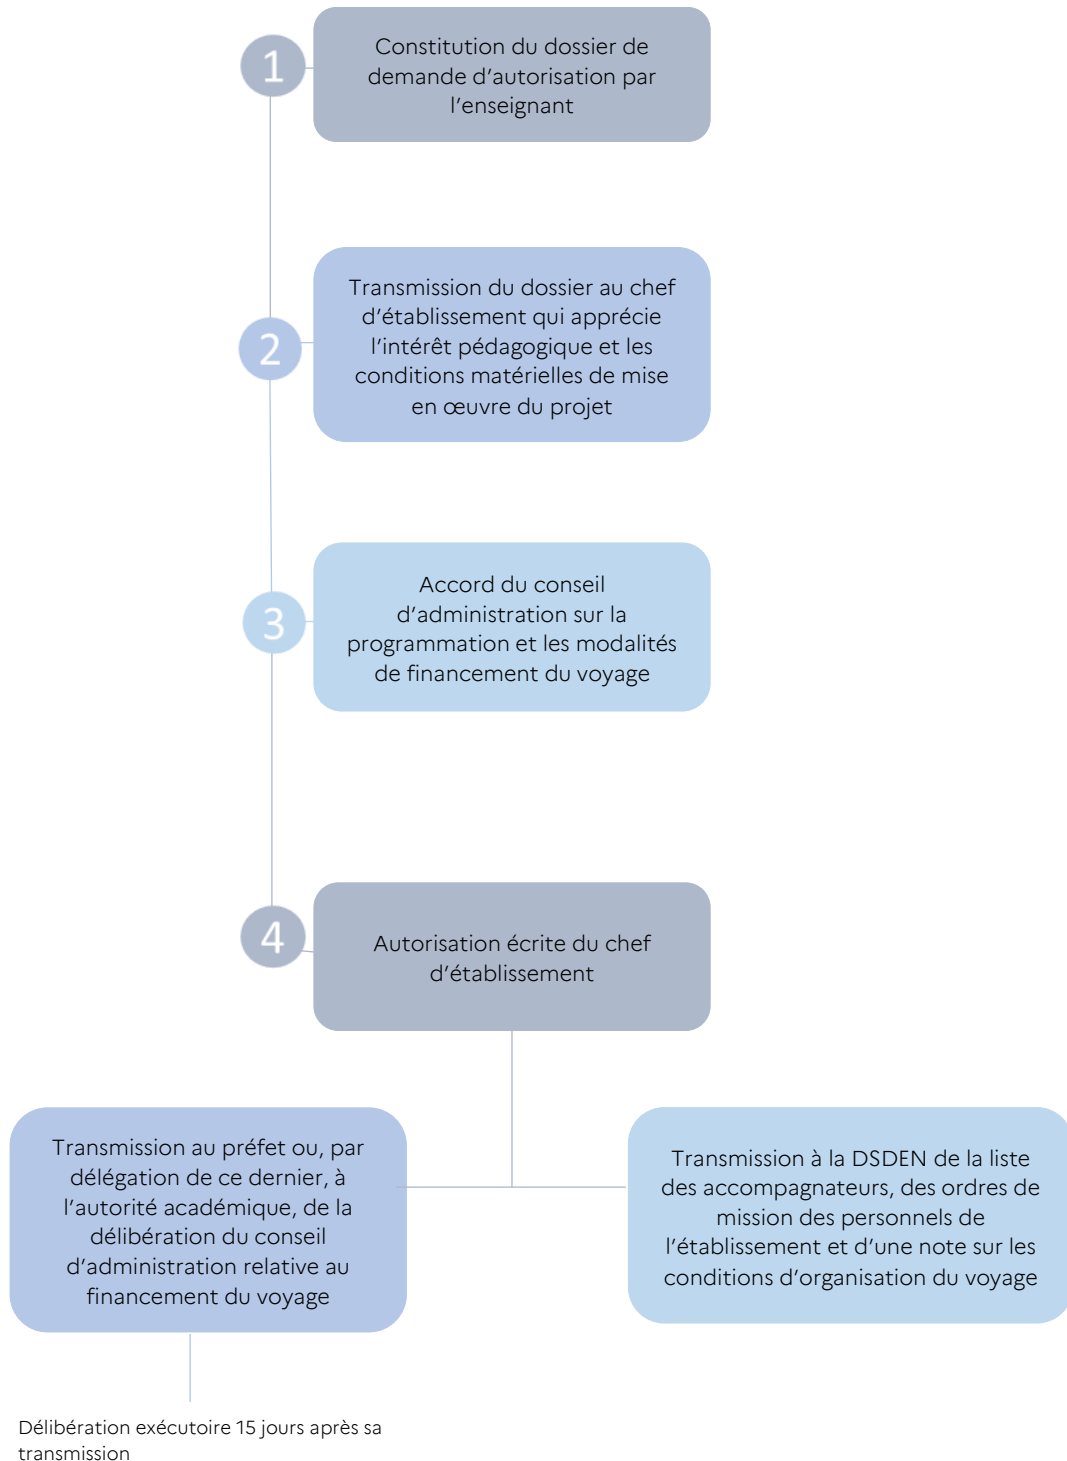 1
Constitution du dossier de
demande d'autorisation par
l'enseignant
2
Transmission du dossier au chef
d'établissement qui apprécie
l'intérêt pédagogique et les
conditions matérielles de mise
en œuvre du projet
3
Accord du conseil
d'administration sur la
programmation et les modalités
de financement du voyage
4
Autorisation écrite du chef
d'établissement
Transmission au préfet ou, par
délégation de ce dernier, à
l'autorité académique, de la
délibération du conseil
d'administration relative au
financement du voyage
Transmission à la DSDEN de la liste
des accompagnateurs, des ordres de
mission des personnels de
l'établissement et d'une note sur les
conditions d'organisation du voyage
Délibération exécutoire 15 jours après sa
transmission